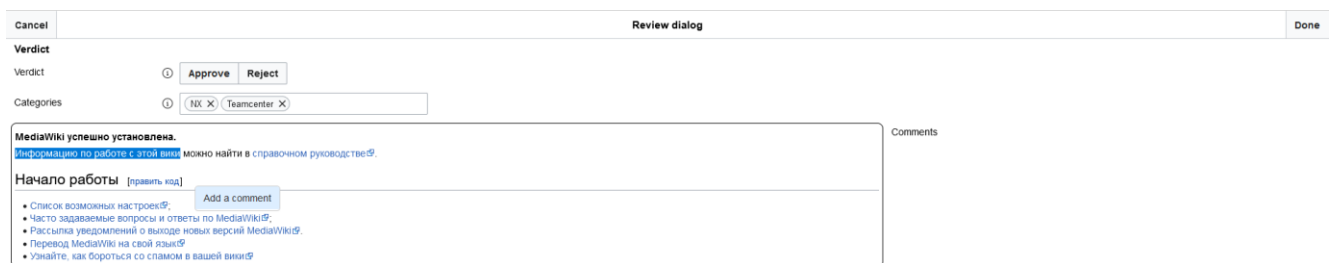 Cancel Review dialog Done
Verdict
Verdict Approve Reject
Categories NX Teamcenter
MediaWiki успешно установлена. Comments
Информацию по работе с этой вики можно найти в справочном руководстве.
Начало работы [править код]
Add a comment
• Список возможных настроек;
• Часто задаваемые вопросы и ответы по MediaWiki;
• Рассылка уведомлений о выходе новых версий MediaWiki.
• Перевод MediaWiki на свой язык
• Узнайте, как бороться со спамом в вашей вики